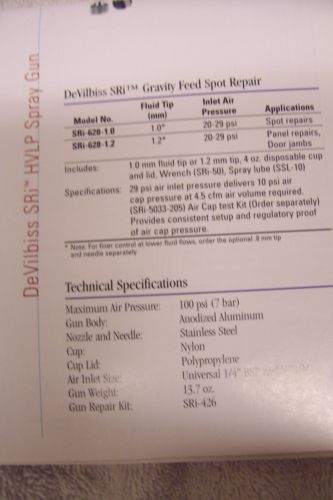 DeVilbiss SRi™ HVLP Spray Gun
DeVilbiss SRi™ Gravity Feed Spot Repair
Model No. Fluid Tip (mm) Inlet Air Pressure Applications
SRi-628-1.0 1.0" 20-29 psi Spot repairs
SRi-628-1.2 1.2" 20-29 psi Panel repairs, Door jambs
Includes: 1.0 mm fluid tip or 1.2 mm tip, 4 oz. disposable cup
and lid, Wrench (SRi-50), Spray lube (SSL-10)
Specifications: 29 psi air inlet pressure delivers 10 psi air
cap pressure at 4.5 cfm air volume required.
(SRi-5033-205) Air Cap test Kit (Order separately)
Provides consistent setup and regulatory proof
of air cap pressure.
* Note: For finer control at lower fluid flows, order the optional .8 mm tip
and needle separately
Technical Specifications
Maximum Air Pressure: 100 psi (7 bar)
Gun Body: Anodized Aluminum
Nozzle and Needle: Stainless Steel
Cup: Nylon
Cup Lid: Polypropylene
Air Inlet Size: Universal 1/4" BSP
Gun Weight: 13.7 oz.
Gun Repair Kit: SRi-426